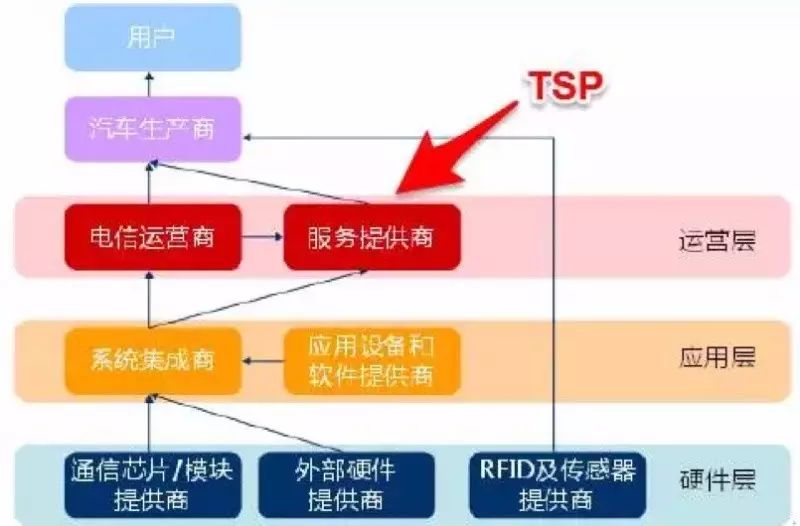 用户
TSP
汽车生产商
电信运营商
服务提供商
运营层
系统集成商
应用设备和
软件提供商
应用层
通信芯片/模块
提供商
外部硬件
提供商
RFID及传感器
提供商
硬件层